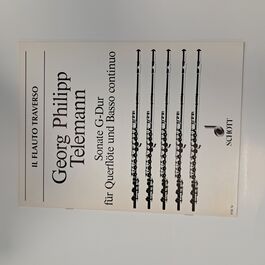 IL FLAUTO TRAVERSO
Georg Philipp
Telemann
Sonate G-Dur
für Querflöte und Basso continuo
SCHOTT